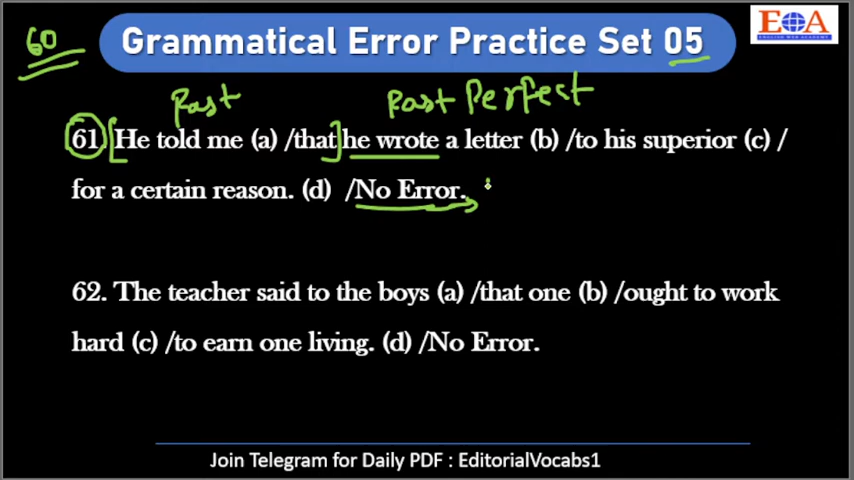 60
Grammatical Error Practice Set 05
EOA
Past Past Perfect
61. He told me (a) /that he wrote a letter (b) /to his superior (c) /
for a certain reason. (d) /No Error.
62. The teacher said to the boys (a) /that one (b) /ought to work
hard (c) /to earn one living. (d) /No Error.
Join Telegram for Daily PDF : EditorialVocabs1